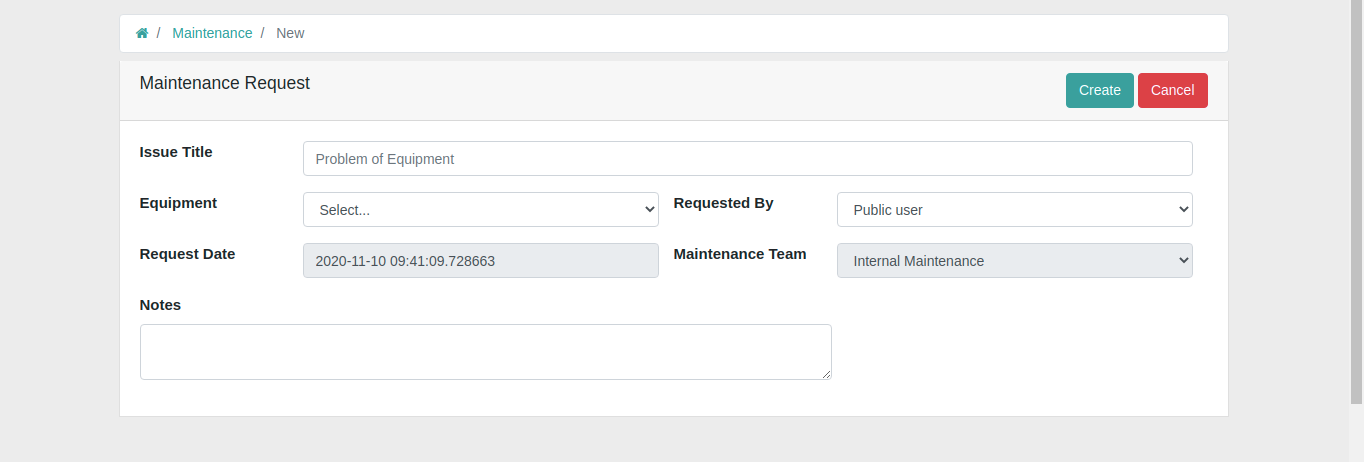 / Maintenance / New
Maintenance Request
Create Cancel
Issue Title
Problem of Equipment
Equipment Select... Requested By Public user
Request Date 2020-11-10 09:41:09.728663 Maintenance Team Internal Maintenance
Notes